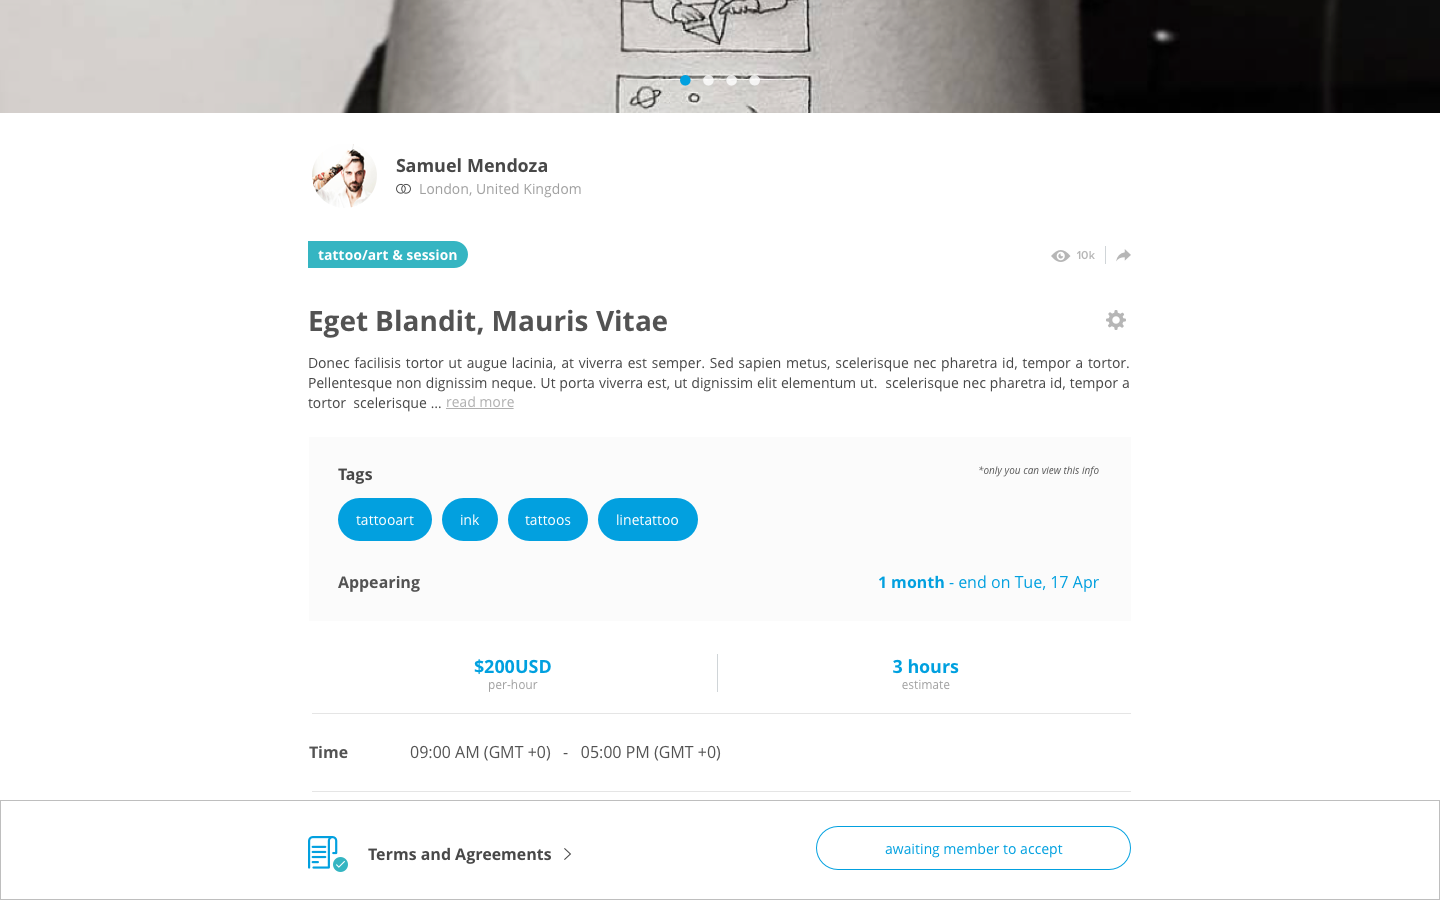 Samuel Mendoza
London, United Kingdom
tattoo/art & session
10k
Eget Blandit, Mauris Vitae
Donec facilisis tortor ut augue lacinia, at viverra est semper. Sed sapien metus, scelerisque nec pharetra id, tempor a tortor.
Pellentesque non dignissim neque. Ut porta viverra est, ut dignissim elit elementum ut.  scelerisque nec pharetra id, tempor a
tortor  scelerisque ... read more
Tags
*only you can view this info
tattooart ink tattoos linetattoo
Appearing
1 month - end on Tue, 17 Apr
$200USD
per-hour
3 hours
estimate
Time 09:00 AM (GMT +0) - 05:00 PM (GMT +0)
Terms and Agreements
awaiting member to accept